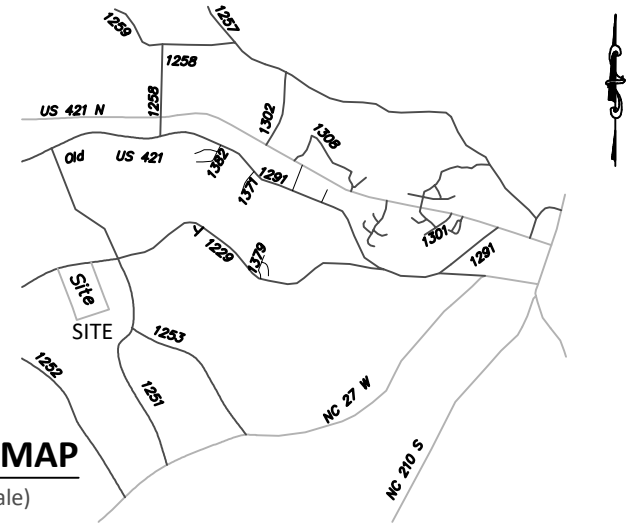 1259
1257
1258
1258
US 421 N
1302
1308
Old US 421
1382
1371
1291
1301
1291
1229
1379
Site
SITE
1253
1252
1251
NC 27 W
NC 210 S
MAP
ale)